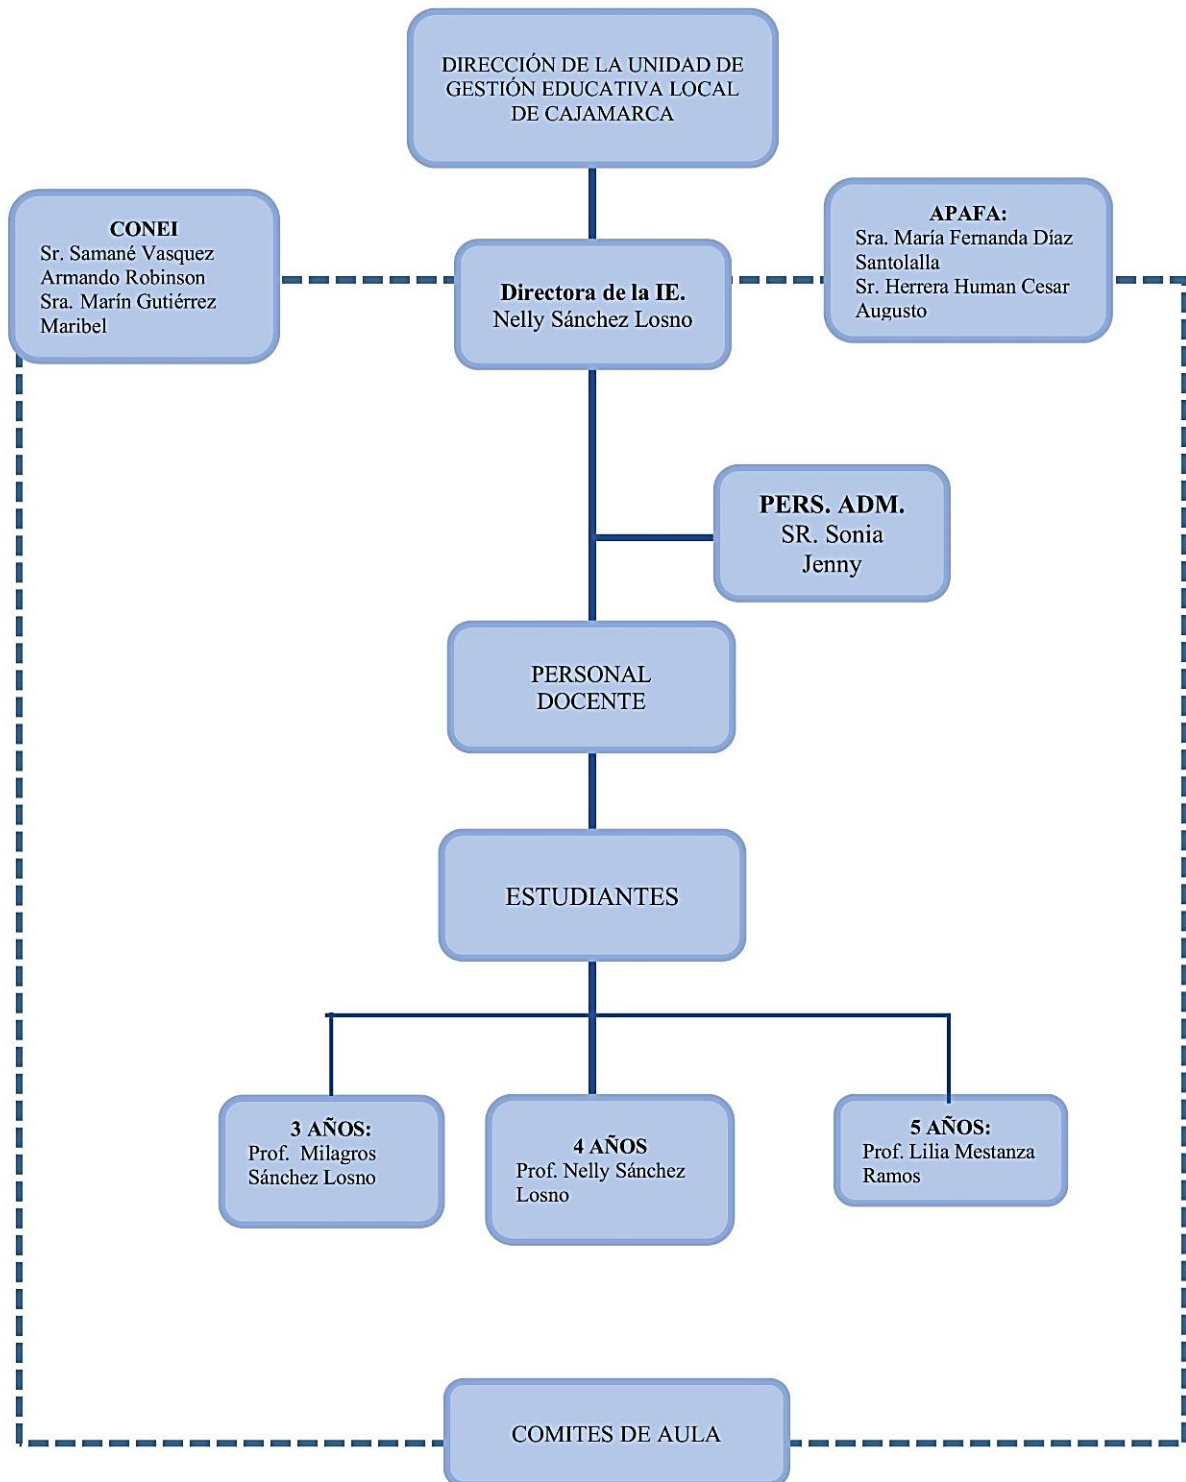 DIRECCIÓN DE LA UNIDAD DE
GESTIÓN EDUCATIVA LOCAL
DE CAJAMARCA
CONEI
Sr. Samané Vasquez
Armando Robinson
Sra. Marín Gutiérrez
Maribel
Directora de la IE.
Nelly Sánchez Losno
APAFA:
Sra. María Fernanda Díaz
Santolalla
Sr. Herrera Human Cesar
Augusto
PERS. ADM.
SR. Sonia
Jenny
PERSONAL
DOCENTE
ESTUDIANTES
3 AÑOS:
Prof. Milagros
Sánchez Losno
4 AÑOS
Prof. Nelly Sánchez
Losno
5 AÑOS:
Prof. Lilia Mestanza
Ramos
COMITES DE AULA